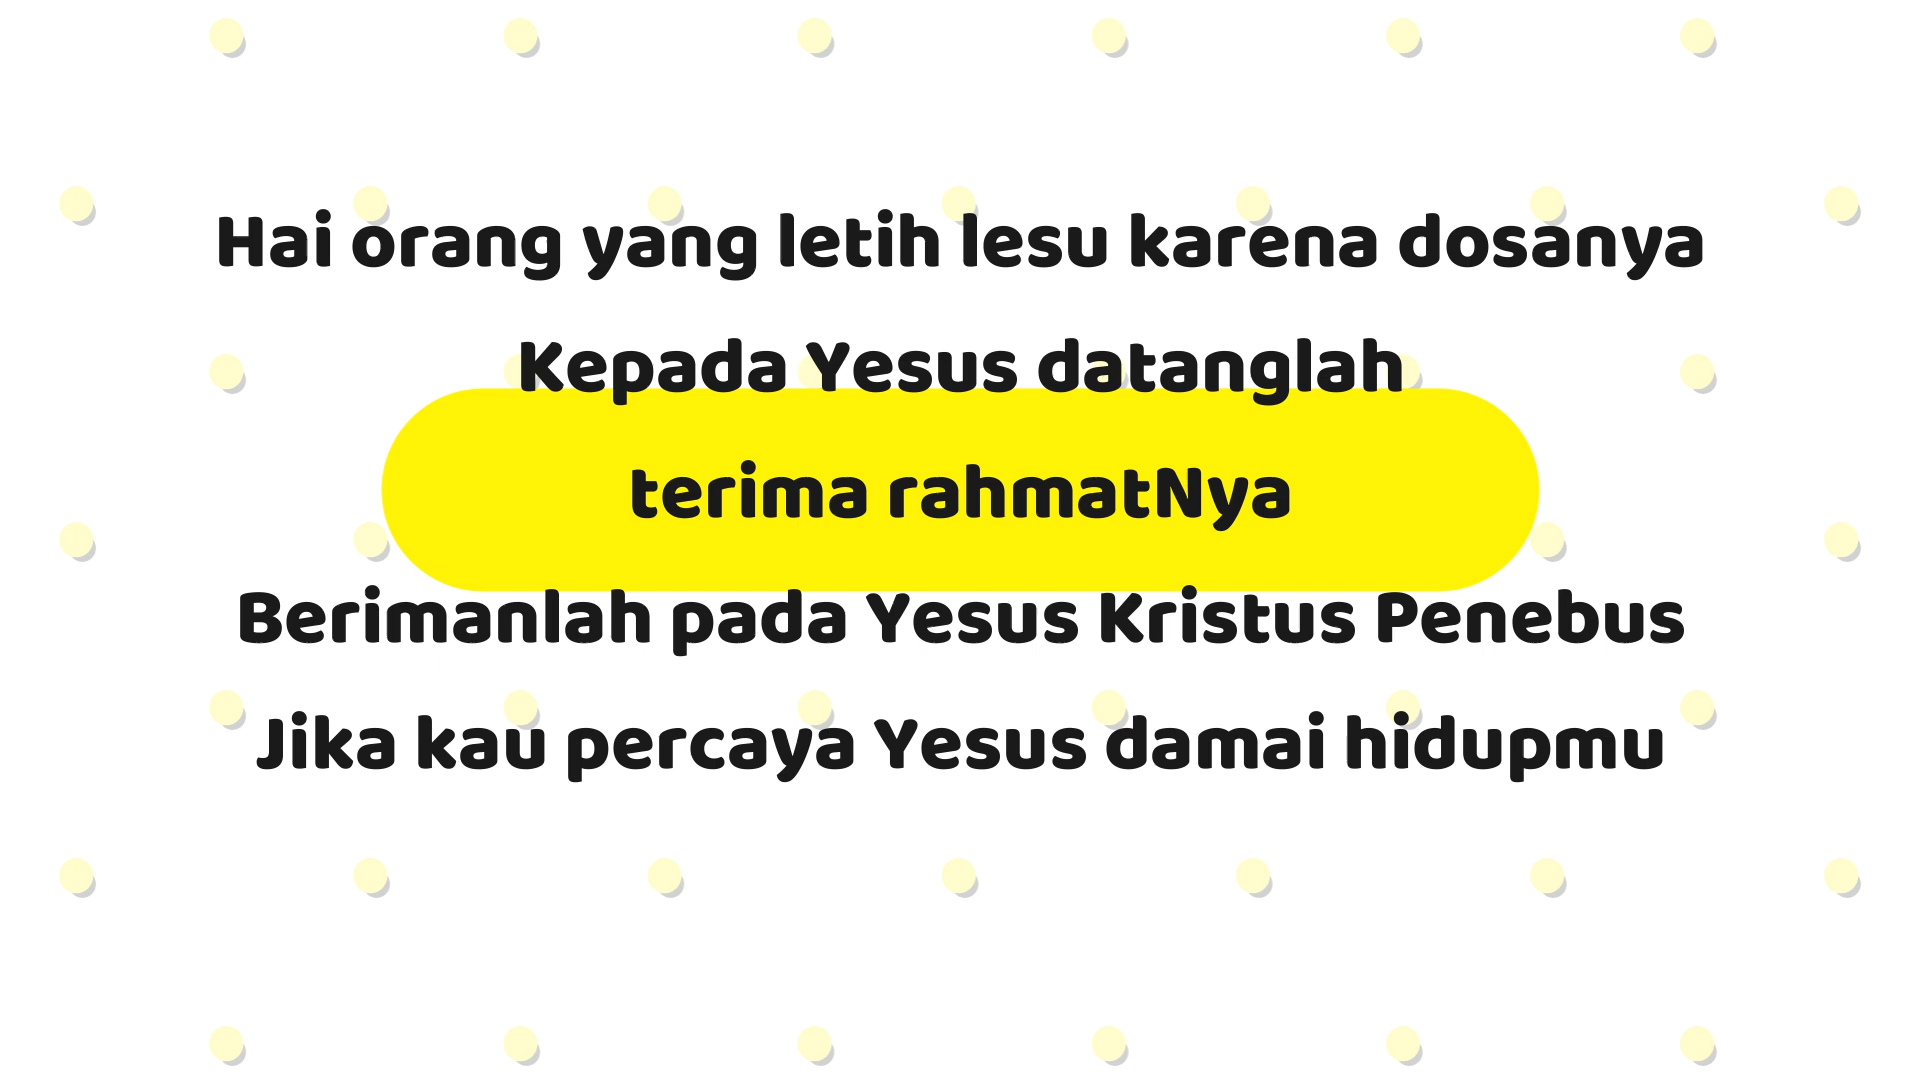 Hai orang yang letih lesu karena dosanya
Kepada Yesus datanglah
terima rahmatNya
Berimanlah pada Yesus Kristus Penebus
Jika kau percaya Yesus damai hidupmu